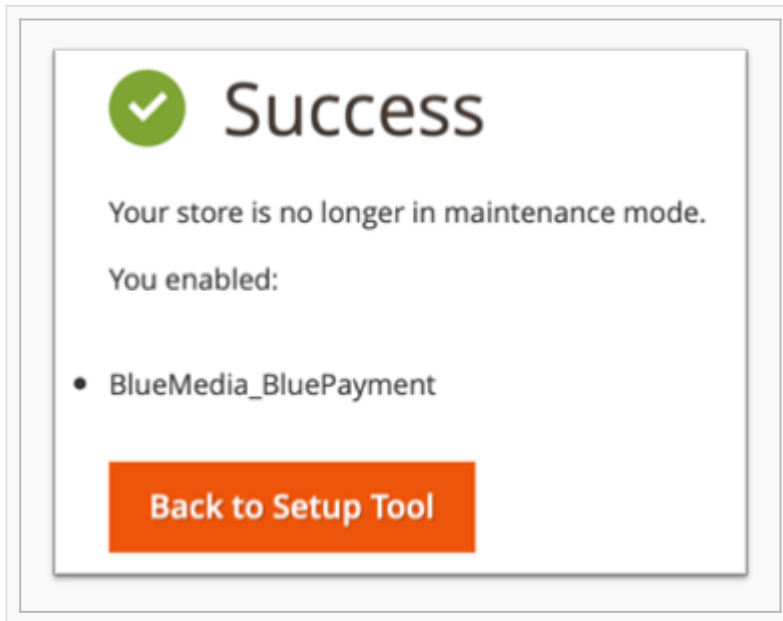 Success
Your store is no longer in maintenance mode.
You enabled:
• BlueMedia_BluePayment
Back to Setup Tool